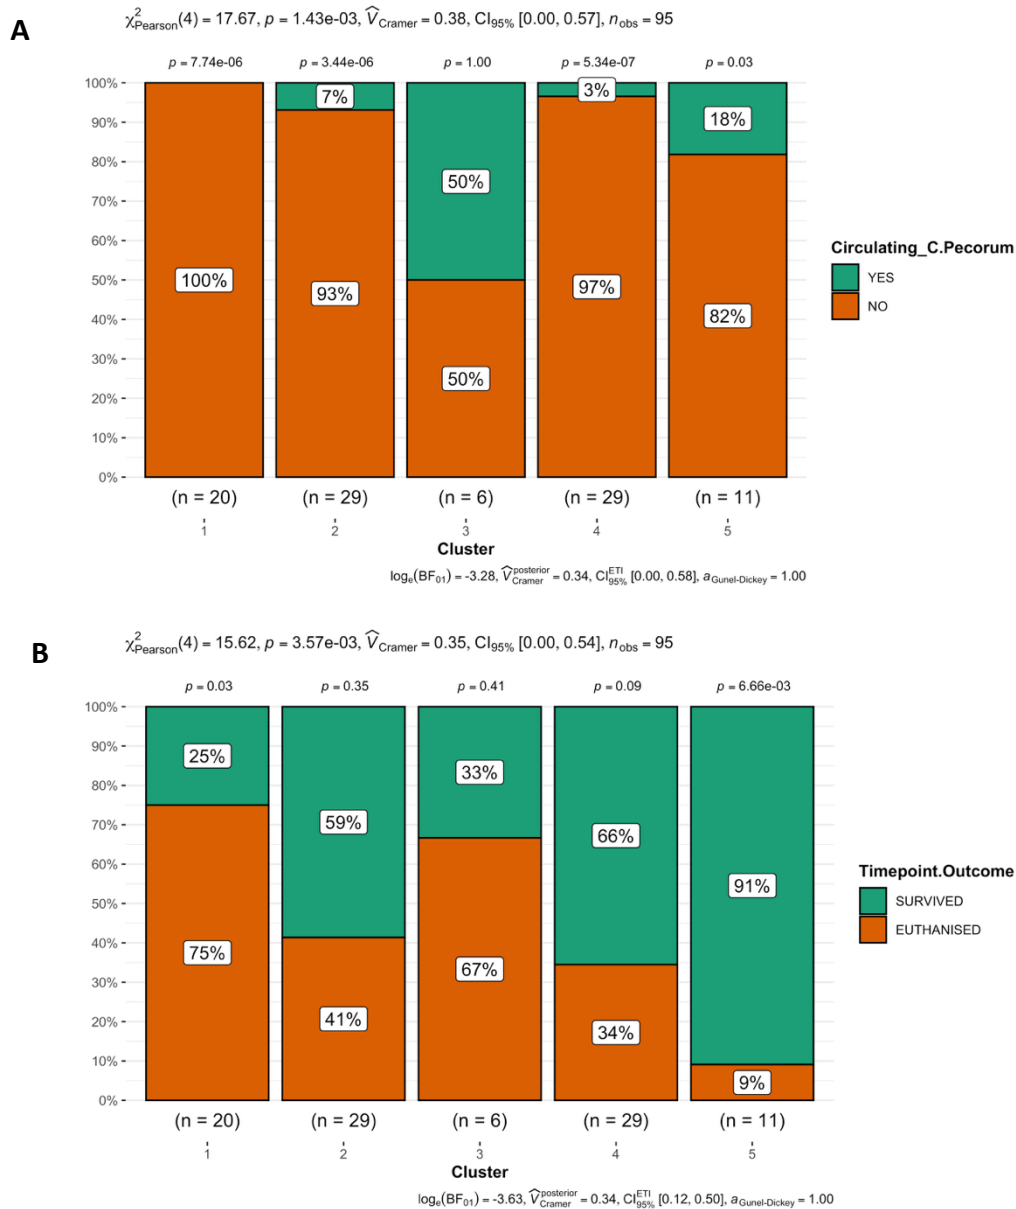 A
χ²Pearson(4) = 17.67, p = 1.43e-03, V̂Cramer = 0.38, CI95% [0.00, 0.57], nobs = 95
p = 7.74e-06 p = 3.44e-06 p = 1.00 p = 5.34e-07 p = 0.03
100%
90%
80%
70%
60%
50%
40%
30%
20%
10%
0%
7% 3% 18%
50%
100% 93% 97% 82%
50%
(n = 20) (n = 29) (n = 6) (n = 29) (n = 11)
1 2 3 4 5
Cluster
Circulating_C.Pecorum
YES
NO
loge(BF01) = -3.28, V̂posterior Cramer = 0.34, CI ETI 95% [0.00, 0.58], aGunel-Dickey = 1.00
B
χ²Pearson(4) = 15.62, p = 3.57e-03, V̂Cramer = 0.35, CI95% [0.00, 0.54], nobs = 95
p = 0.03 p = 0.35 p = 0.41 p = 0.09 p = 6.66e-03
100%
90%
80%
70%
60%
50%
40%
30%
20%
10%
0%
25% 59% 33% 66% 91%
75% 41% 67% 34% 9%
(n = 20) (n = 29) (n = 6) (n = 29) (n = 11)
1 2 3 4 5
Cluster
Timepoint.Outcome
SURVIVED
EUTHANISED
loge(BF01) = -3.63, V̂posterior Cramer = 0.34, CI ETI 95% [0.12, 0.50], aGunel-Dickey = 1.00